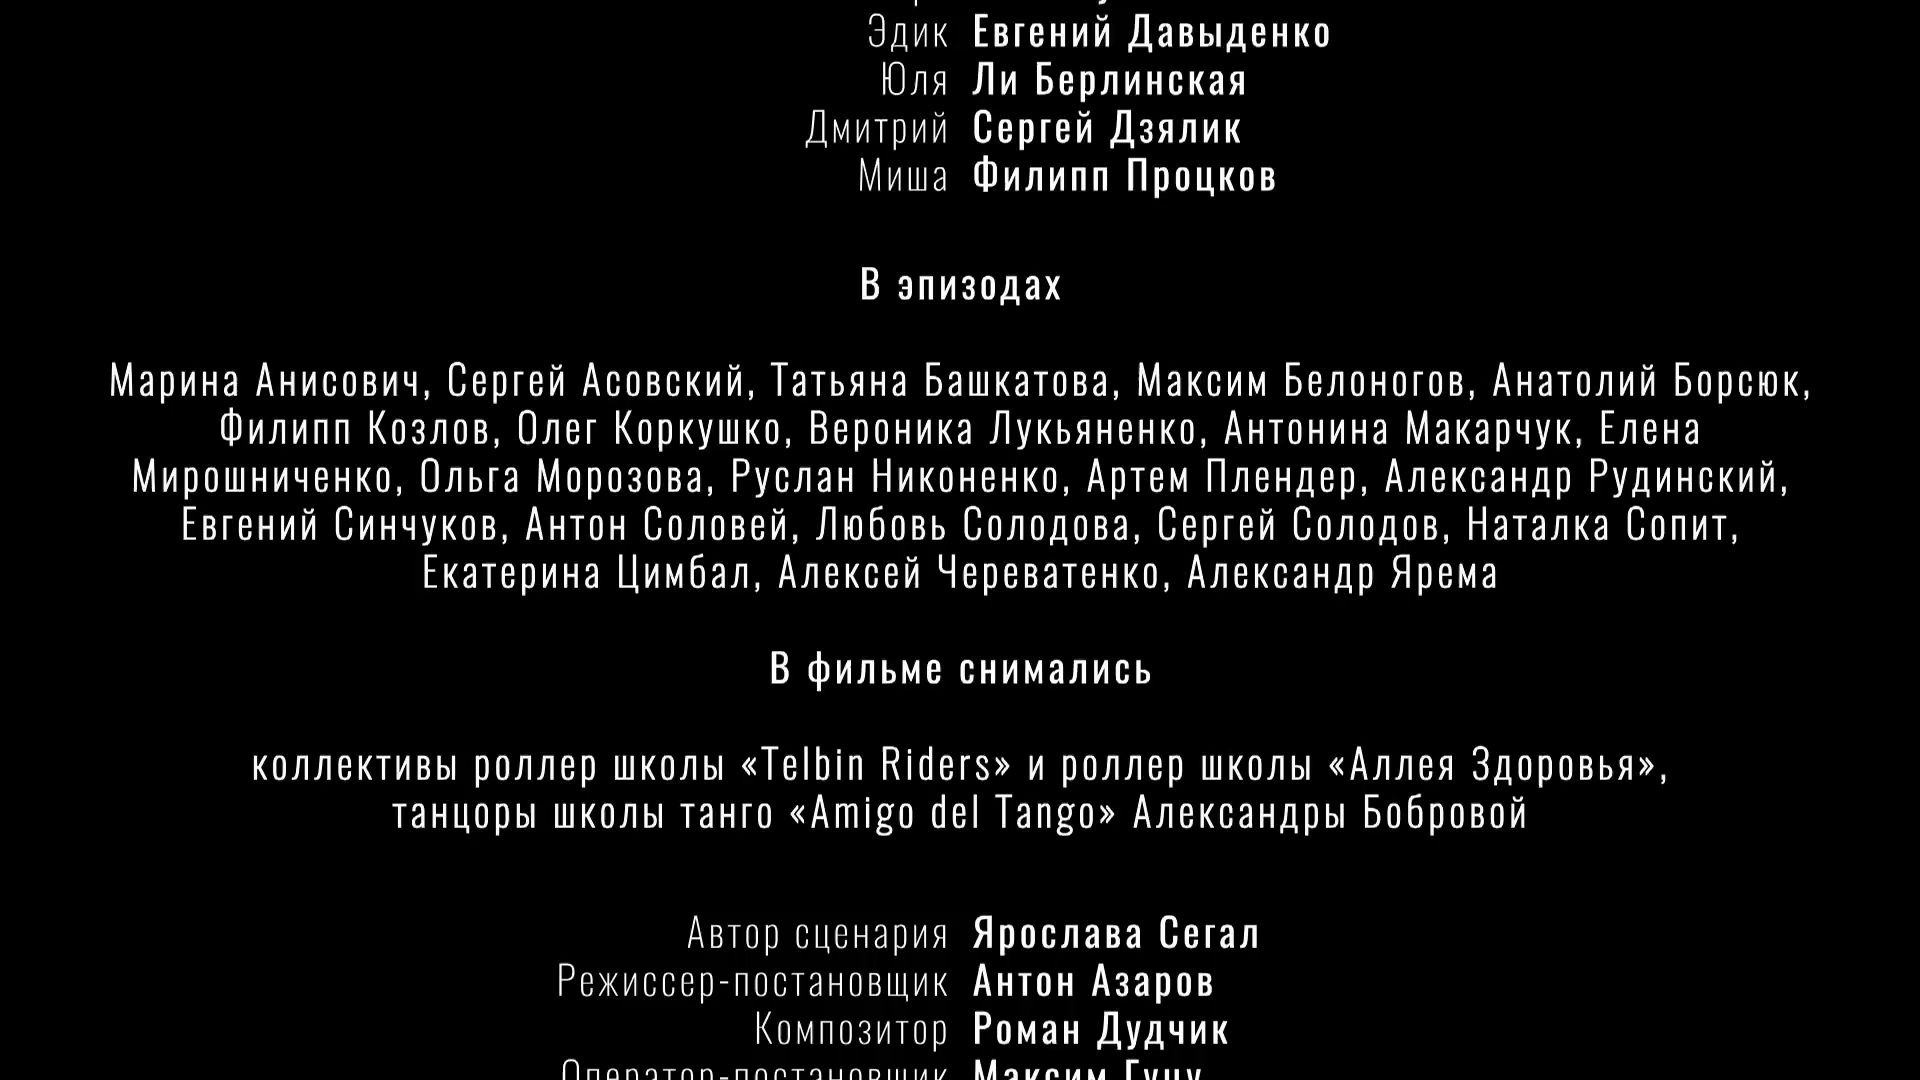 Эдик Евгений Давыденко
Юля Ли Берлинская
Дмитрий Сергей Дзялик
Миша Филипп Процков
В эпизодах
Марина Анисович, Сергей Асовский, Татьяна Башкатова, Максим Белоногов, Анатолий Борсюк,
Филипп Козлов, Олег Коркушко, Вероника Лукьяненко, Антонина Макарчук, Елена
Мирошниченко, Ольга Морозова, Руслан Никоненко, Артем Плендер, Александр Рудинский,
Евгений Синчуков, Антон Соловей, Любовь Солодова, Сергей Солодов, Наталка Сопит,
Екатерина Цимбал, Алексей Череватенко, Александр Ярема
В фильме снимались
коллективы роллер школы «Telbin Riders» и роллер школы «Аллея Здоровья»,
танцоры школы танго «Amigo del Tango» Александры Бобровой
Автор сценария Ярослава Сегал
Режиссер-постановщик Антон Азаров
Композитор Роман Дудчик
Оператор-постановщик Максим